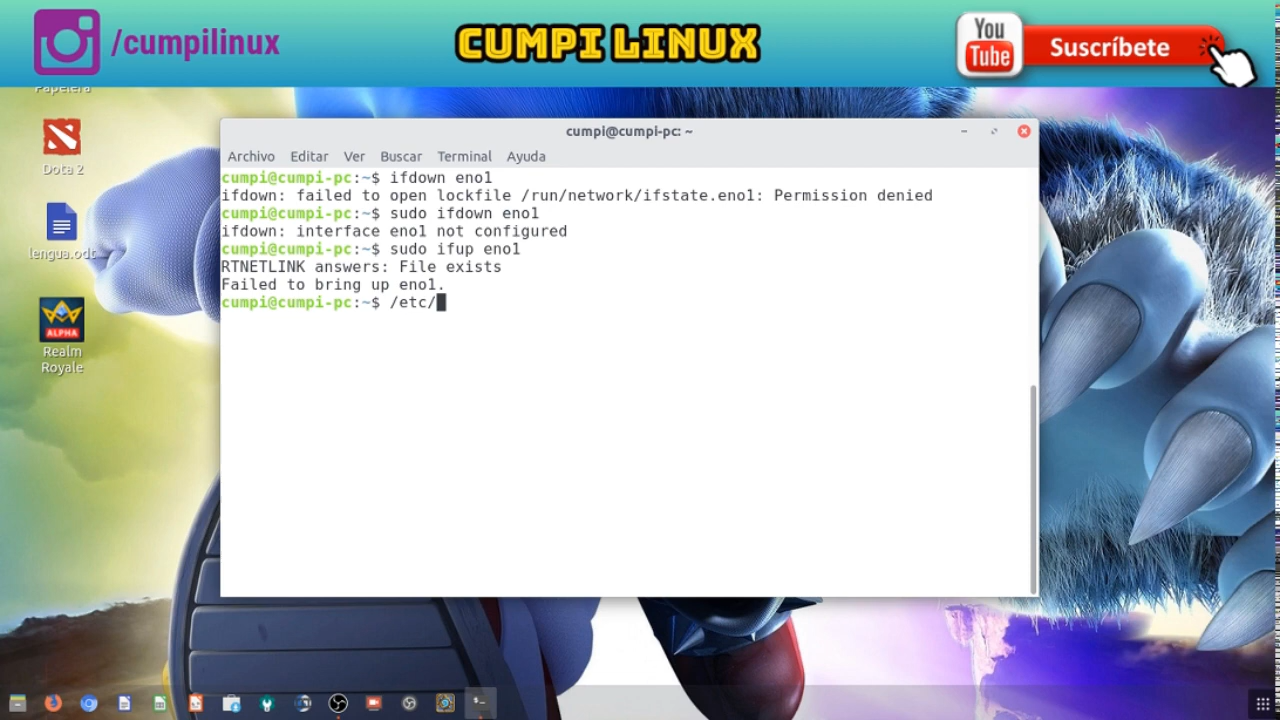 /cumpilinux
CUMPI LINUX
You
Tube
Suscríbete
Papelera
Dota 2
lengua.odt
ALPHA
Realm
Royale
cumpi@cumpi-pc: ~
Archivo Editar Ver Buscar Terminal Ayuda
cumpi@cumpi-pc:~$ ifdown eno1
ifdown: failed to open lockfile /run/network/ifstate.eno1: Permission denied
cumpi@cumpi-pc:~$ sudo ifdown eno1
ifdown: interface eno1 not configured
cumpi@cumpi-pc:~$ sudo ifup eno1
RTNETLINK answers: File exists
Failed to bring up eno1.
cumpi@cumpi-pc:~$ /etc/